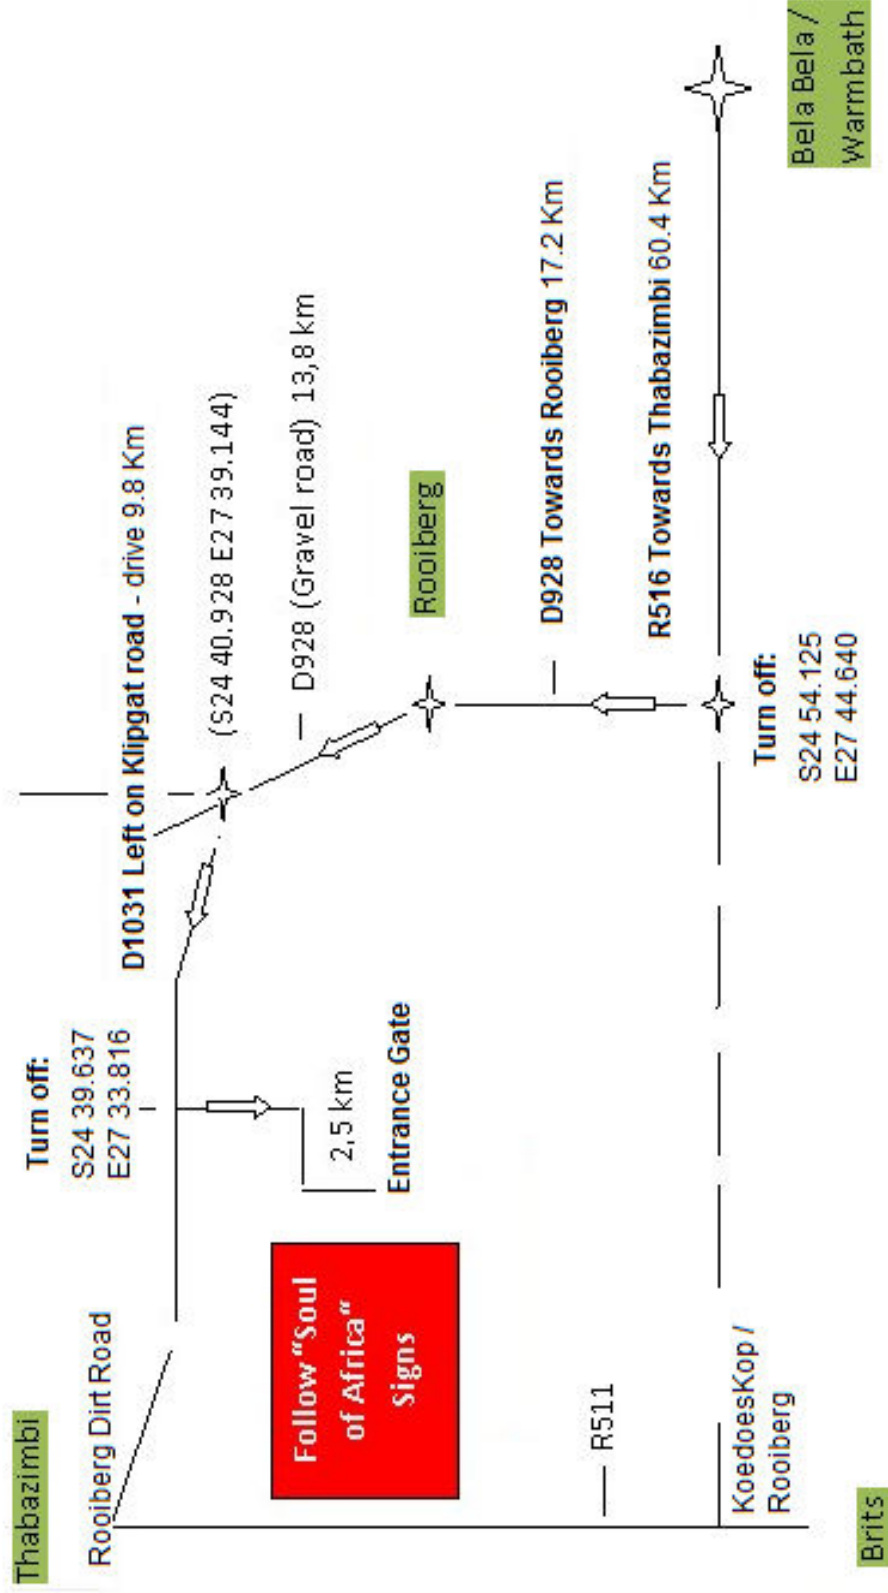 Thabazimbi
Rooiberg Dirt Road
Turn off:
S24 39.637
E27 33.816
D1031 Left on Klipgat road - drive 9.8 Km
(S24 40.928 E27 39.144)
D928 (Gravel road) 13,8 km
2,5 km
Entrance Gate
Follow "Soul
of Africa"
Signs
Rooiberg
D928 Towards Rooiberg 17.2 Km
R511
R516 Towards Thabazimbi 60.4 Km
KoedoesKop /
Rooiberg
Turn off:
S24 54.125
E27 44.640
Bela Bela /
Warmbath
Brits